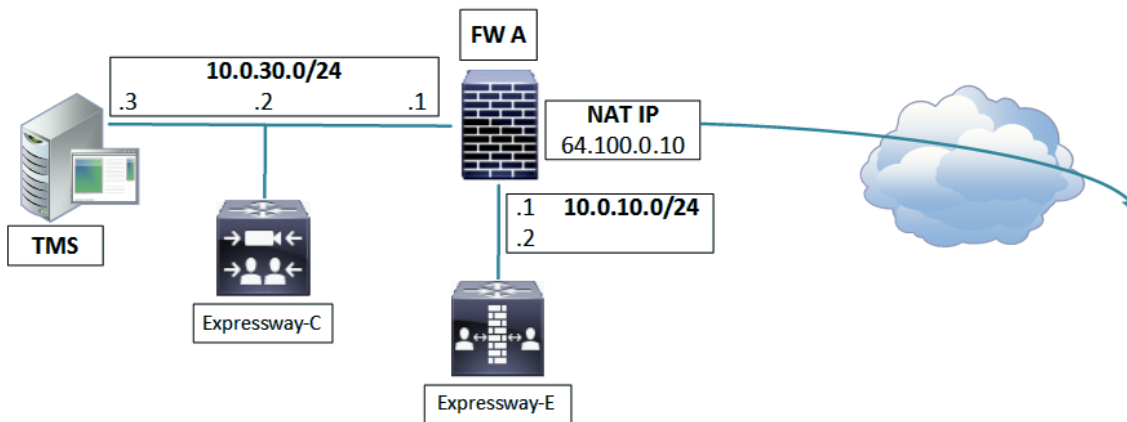 FW A
10.0.30.0/24
.3 .2 .1
NAT IP
64.100.0.10
TMS
.1 10.0.10.0/24
.2
Expressway-C
Expressway-E